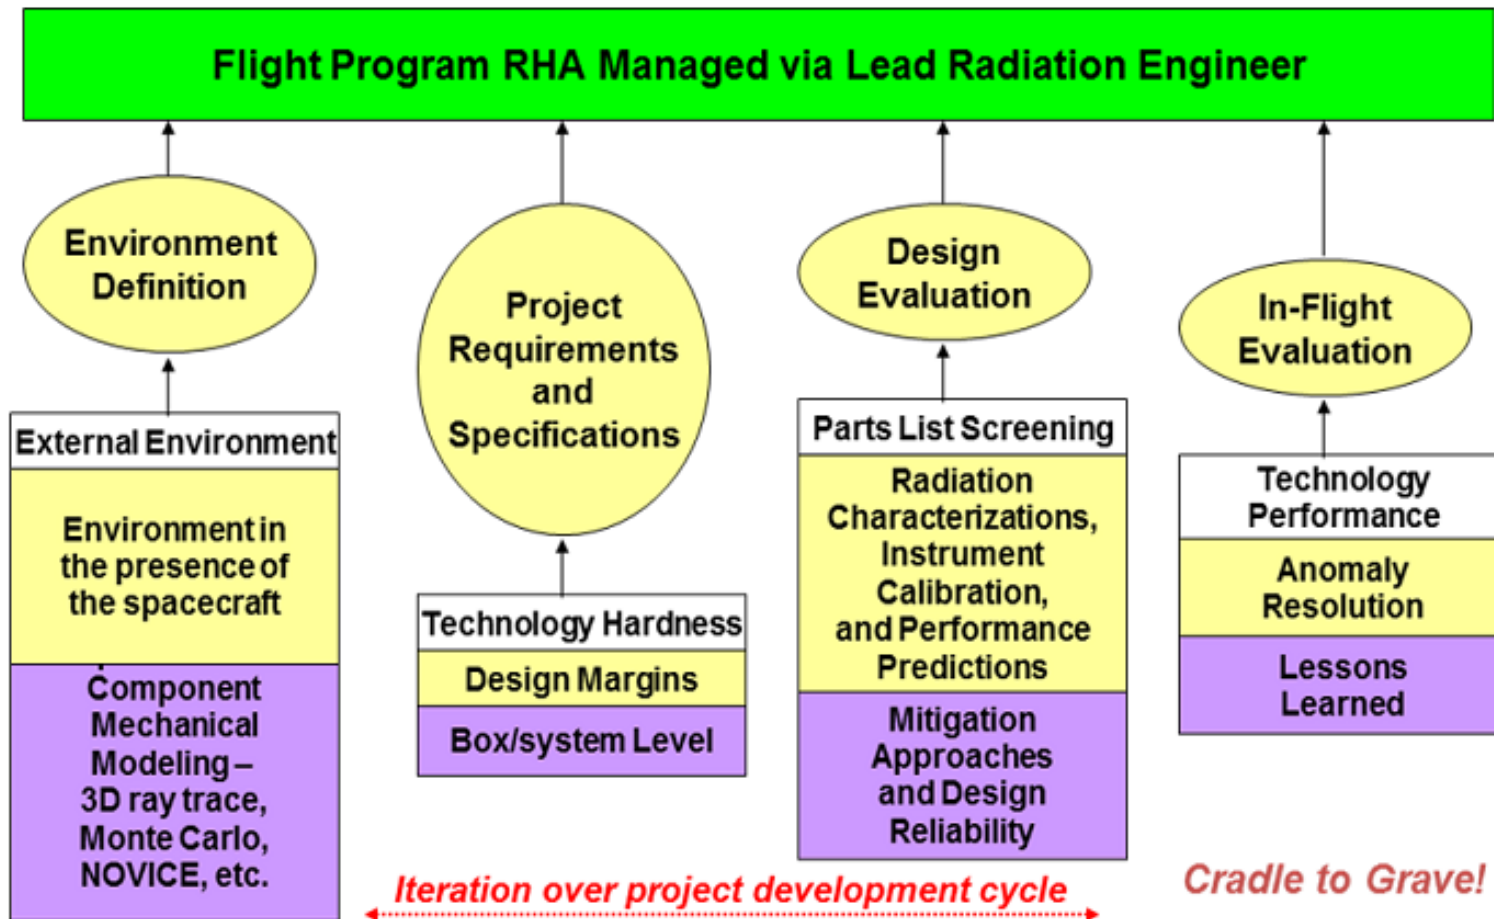 Flight Program RHA Managed via Lead Radiation Engineer
Environment
Definition
External Environment
Environment in
the presence of
the spacecraft
Component
Mechanical
Modeling –
3D ray trace,
Monte Carlo,
NOVICE, etc.
Project
Requirements
and
Specifications
Technology Hardness
Design Margins
Box/system Level
Design
Evaluation
Parts List Screening
Radiation
Characterizations,
Instrument
Calibration,
and Performance
Predictions
Mitigation
Approaches
and Design
Reliability
In-Flight
Evaluation
Technology
Performance
Anomaly
Resolution
Lessons
Learned
Iteration over project development cycle
Cradle to Grave!